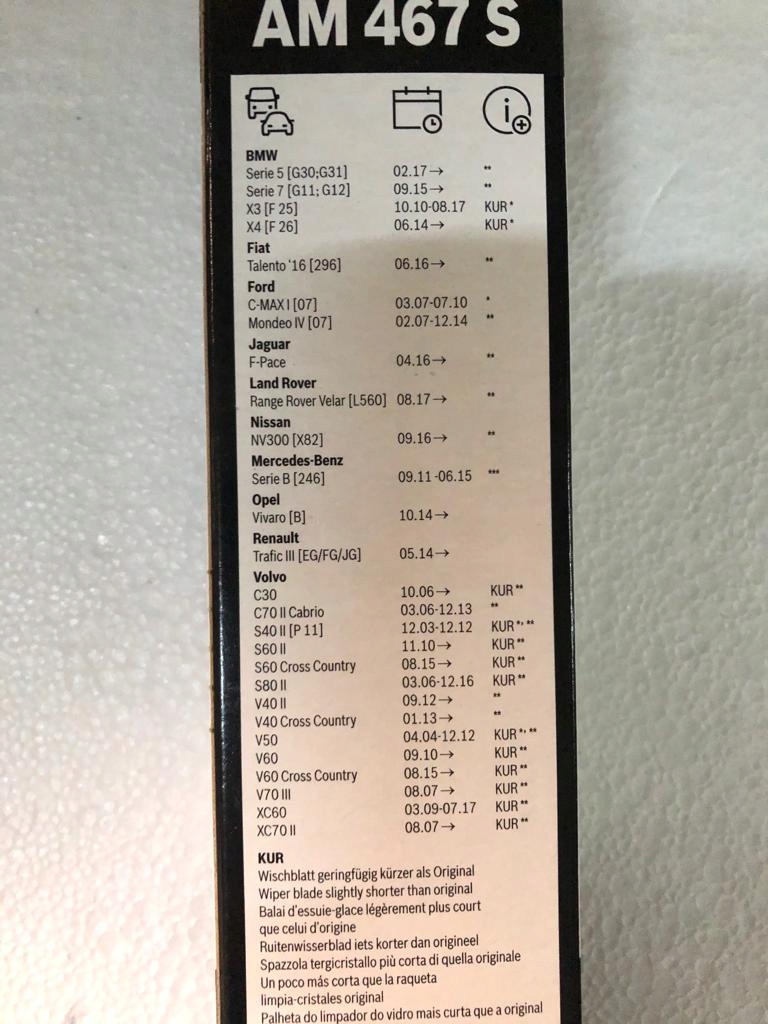 AM 467 S
BMW
Serie 5 [G30;G31] 02.17→ **
Serie 7 [G11; G12] 09.15→ **
X3 [F 25] 10.10-08.17 KUR*
X4 [F 26] 06.14→ KUR*
Fiat
Talento '16 [296] 06.16→ **
Ford
C-MAX I [07] 03.07-07.10 *
Mondeo IV [07] 02.07-12.14 **
Jaguar
F-Pace 04.16→ **
Land Rover
Range Rover Velar [L560] 08.17→ **
Nissan
NV300 [X82] 09.16→ **
Mercedes-Benz
Serie B [246] 09.11 -06.15 ***
Opel
Vivaro [B] 10.14→
Renault
Trafic III [EG/FG/JG] 05.14→
Volvo
C30 10.06→ KUR**
C70 II Cabrio 03.06-12.13 **
S40 II [P 11] 12.03-12.12 KUR*, **
S60 II 11.10→ KUR**
S60 Cross Country 08.15→ KUR**
S80 II 03.06-12.16 KUR**
V40 II 09.12→ **
V40 Cross Country 01.13→ **
V50 04.04-12.12 KUR*, **
V60 09.10→ KUR**
V60 Cross Country 08.15→ KUR**
V70 III 08.07→ KUR**
XC60 03.09-07.17 KUR**
XC70 II 08.07→ KUR**
KUR
Wischblatt geringfügig kürzer als Original
Wiper blade slightly shorter than original
Balai d'essuie-glace légèrement plus court
que celui d'origine
Ruitenwisserblad iets korter dan origineel
Spazzola tergicristallo più corta di quella originale
Un poco más corta que la raqueta
limpia-cristales original
Palheta do limpador do vidro mais curta que a original